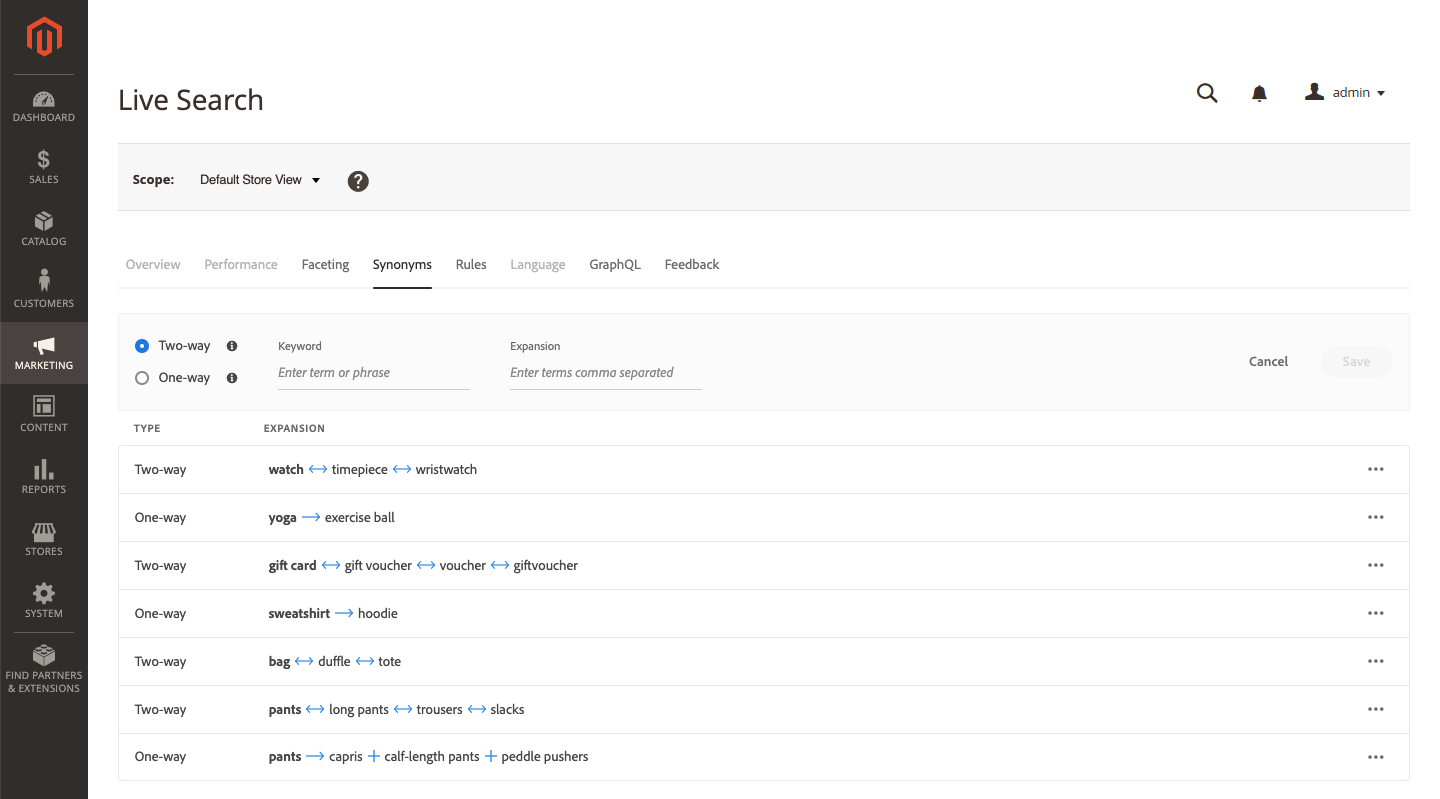 Live Search
admin
DASHBOARD
SALES
CATALOG
CUSTOMERS
MARKETING
CONTENT
REPORTS
STORES
SYSTEM
FIND PARTNERS
& EXTENSIONS
Scope: Default Store View ?
Overview Performance Faceting Synonyms Rules Language GraphQL Feedback
Two-way Keyword Expansion
Enter term or phrase Enter terms comma separated
One-way
Cancel Save
TYPE EXPANSION
Two-way watch ↔ timepiece ↔ wristwatch
One-way yoga → exercise ball
Two-way gift card ↔ gift voucher ↔ voucher ↔ giftvoucher
One-way sweatshirt → hoodie
Two-way bag ↔ duffle ↔ tote
Two-way pants ↔ long pants ↔ trousers ↔ slacks
One-way pants → capris + calf-length pants + peddle pushers